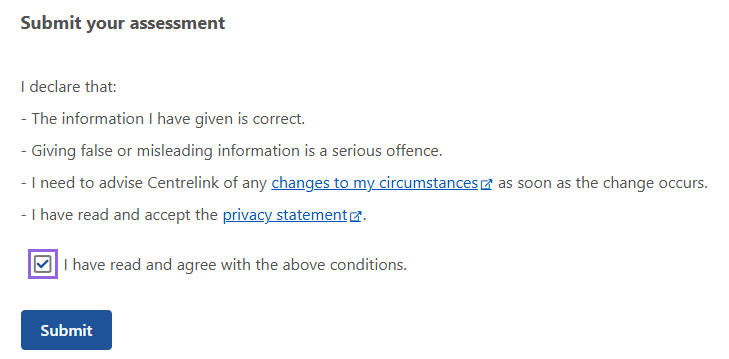 Submit your assessment
I declare that:
- The information I have given is correct.
- Giving false or misleading information is a serious offence.
- I need to advise Centrelink of any changes to my circumstances as soon as the change occurs.
- I have read and accept the privacy statement.
I have read and agree with the above conditions.
Submit